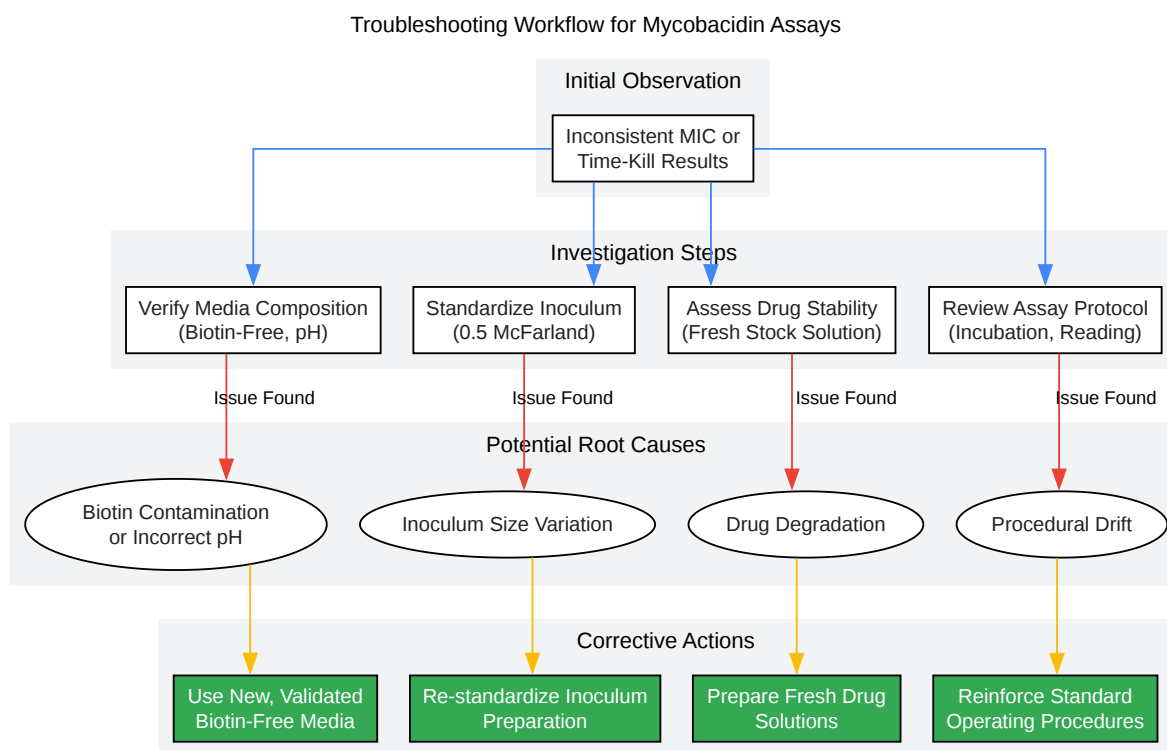 Troubleshooting Workflow for Mycobacidin Assays
Initial Observation
Inconsistent MIC or
Time-Kill Results
Investigation Steps
Verify Media Composition
(Biotin-Free, pH)
Standardize Inoculum
(0.5 McFarland)
Assess Drug Stability
(Fresh Stock Solution)
Review Assay Protocol
(Incubation, Reading)
Issue Found
Issue Found
Issue Found
Issue Found
Potential Root Causes
Biotin Contamination
or Incorrect pH
Inoculum Size Variation
Drug Degradation
Procedural Drift
Corrective Actions
Use New, Validated
Biotin-Free Media
Re-standardize Inoculum
Preparation
Prepare Fresh Drug
Solutions
Reinforce Standard
Operating Procedures